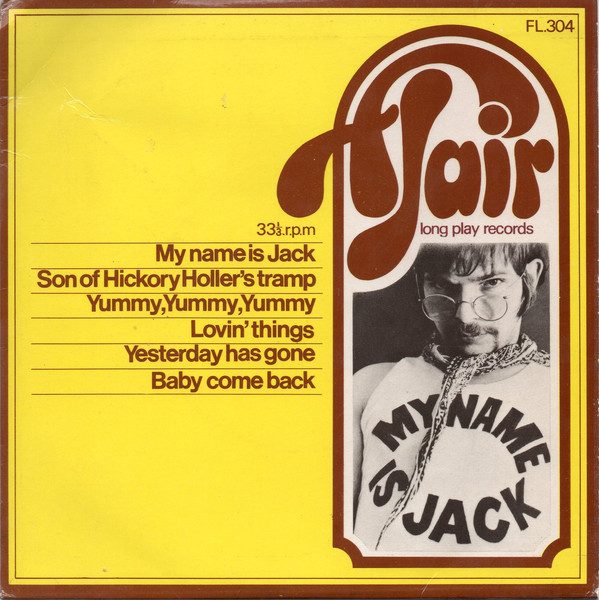 FL.304
Afair
long play records
33⅓.r.p.m
My name is Jack
Son of Hickory Holler's tramp
Yummy,Yummy,Yummy
Lovin' things
Yesterday has gone
Baby come back
MY NAME
IS JACK